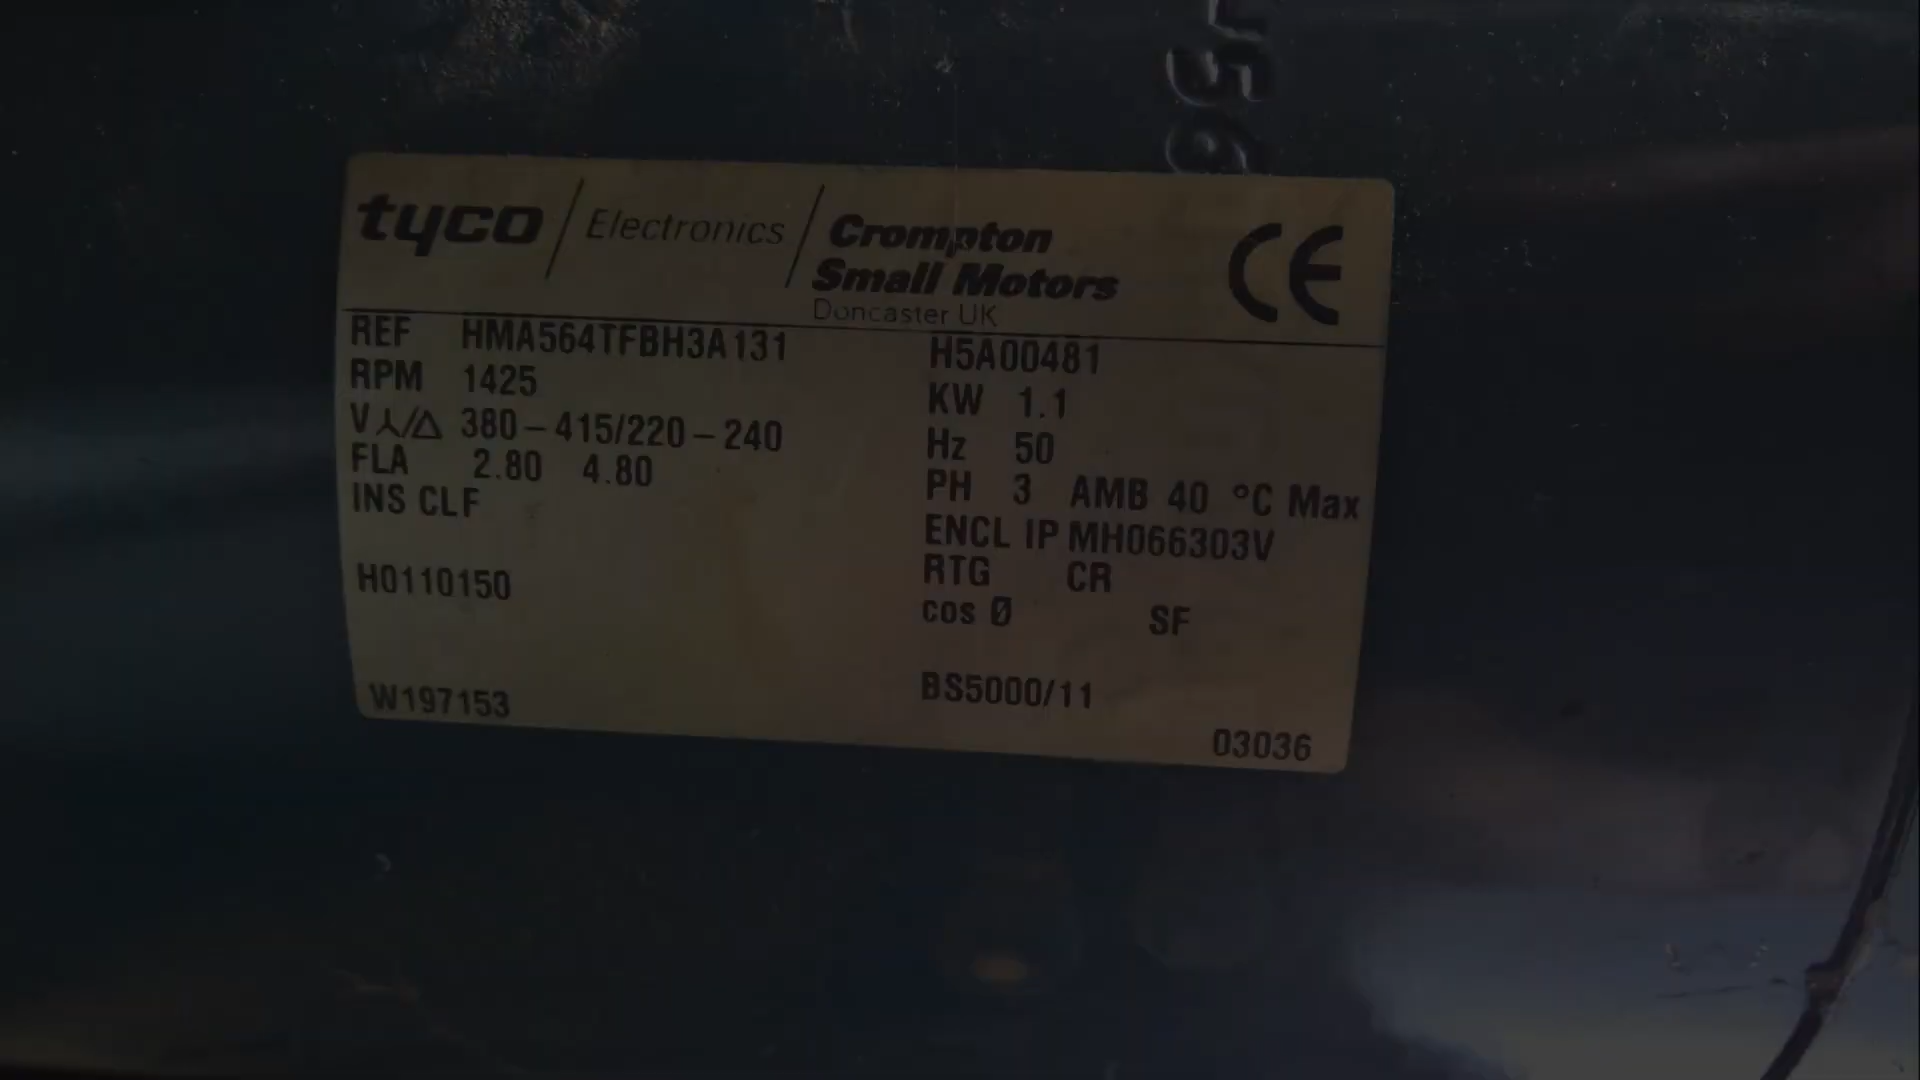 95
tyco / Electronics / Crompton Small Motors
Doncaster UK
CE
REF HMA564TFBH3A131 H5A00481
RPM 1425 KW 1.1
V⅄/△ 380-415/220-240 Hz 50
FLA 2.80 4.80 PH 3 AMB 40 °C Max
INS CLF ENCL IP MH066303V
RTG CR
H0110150 cos Ø SF
W197153 BS5000/11
03036